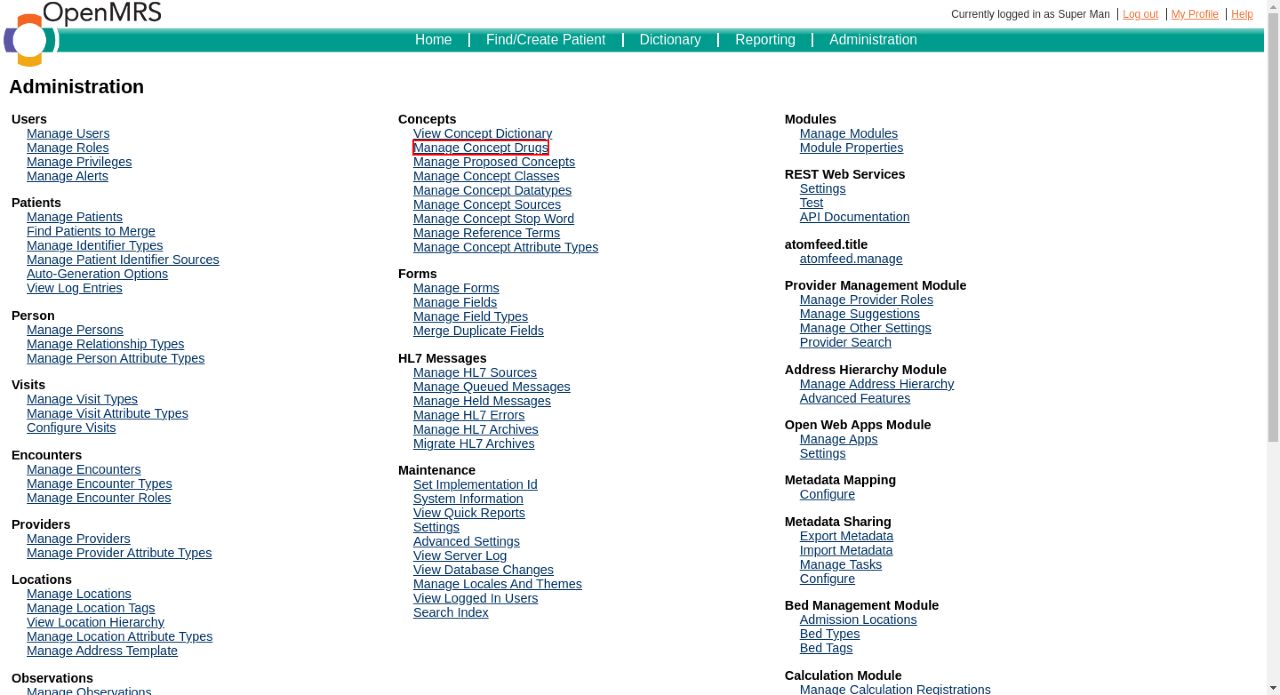 OpenMRS
Currently logged in as Super Man
Log out
My Profile
Help
Home
Find/Create Patient
Dictionary
Reporting
Administration
Administration
Users
Manage Users
Manage Roles
Manage Privileges
Manage Alerts
Patients
Manage Patients
Find Patients to Merge
Manage Identifier Types
Manage Patient Identifier Sources
Auto-Generation Options
View Log Entries
Person
Manage Persons
Manage Relationship Types
Manage Person Attribute Types
Visits
Manage Visit Types
Manage Visit Attribute Types
Configure Visits
Encounters
Manage Encounters
Manage Encounter Types
Manage Encounter Roles
Providers
Manage Providers
Manage Provider Attribute Types
Locations
Manage Locations
Manage Location Tags
View Location Hierarchy
Manage Location Attribute Types
Manage Address Template
Observations
Manage Observations
Concepts
View Concept Dictionary
Manage Concept Drugs
Manage Proposed Concepts
Manage Concept Classes
Manage Concept Datatypes
Manage Concept Sources
Manage Concept Stop Word
Manage Reference Terms
Manage Concept Attribute Types
Forms
Manage Forms
Manage Fields
Manage Field Types
Merge Duplicate Fields
HL7 Messages
Manage HL7 Sources
Manage Queued Messages
Manage Held Messages
Manage HL7 Errors
Manage HL7 Archives
Migrate HL7 Archives
Maintenance
Set Implementation Id
System Information
View Quick Reports
Settings
Advanced Settings
View Server Log
View Database Changes
Manage Locales And Themes
View Logged In Users
Search Index
Modules
Manage Modules
Module Properties
REST Web Services
Settings
Test
API Documentation
atomfeed.title
atomfeed.manage
Provider Management Module
Manage Provider Roles
Manage Suggestions
Manage Other Settings
Provider Search
Address Hierarchy Module
Manage Address Hierarchy
Advanced Features
Open Web Apps Module
Manage Apps
Settings
Metadata Mapping
Configure
Metadata Sharing
Export Metadata
Import Metadata
Manage Tasks
Configure
Bed Management Module
Admission Locations
Bed Types
Bed Tags
Calculation Module
Manage Calculation Registrations